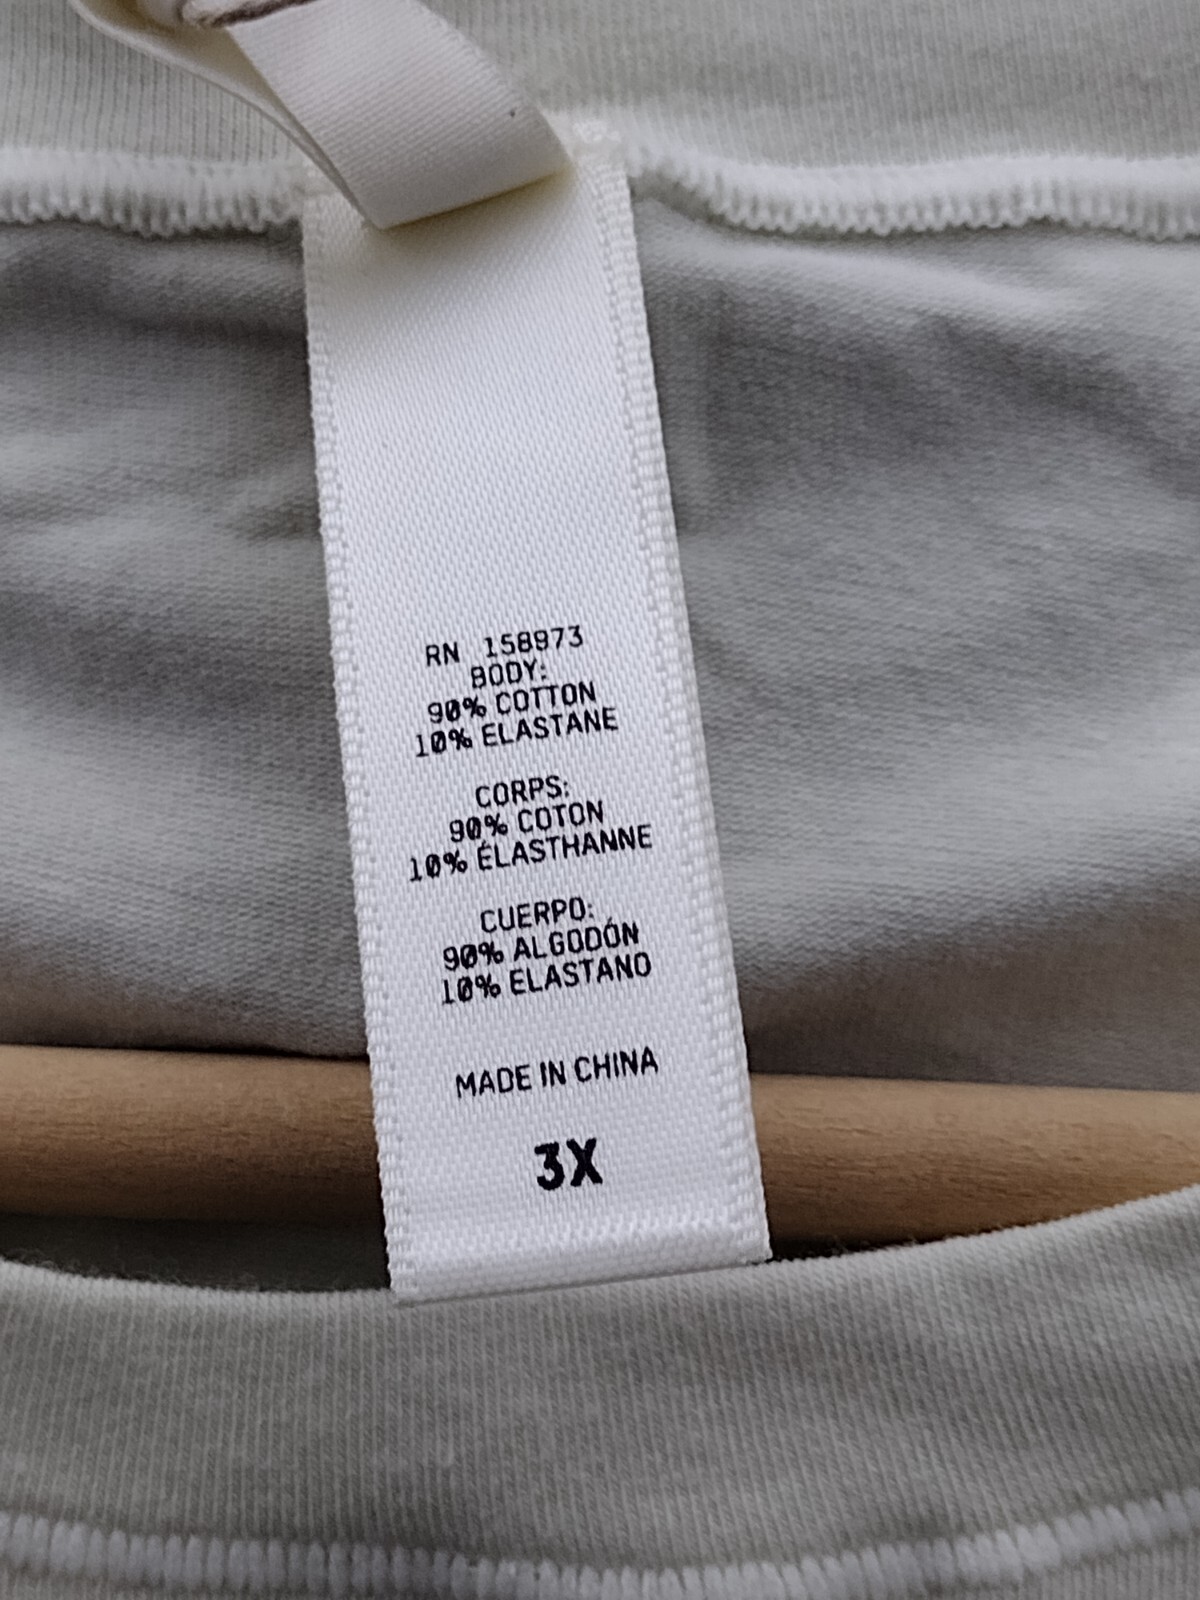 RN 158973
BODY:
90% COTTON
10% ELASTANE
CORPS:
90% COTON
10% ÉLASTHANNE
CUERPO:
90% ALGODÓN
10% ELASTANO
MADE IN CHINA
3X